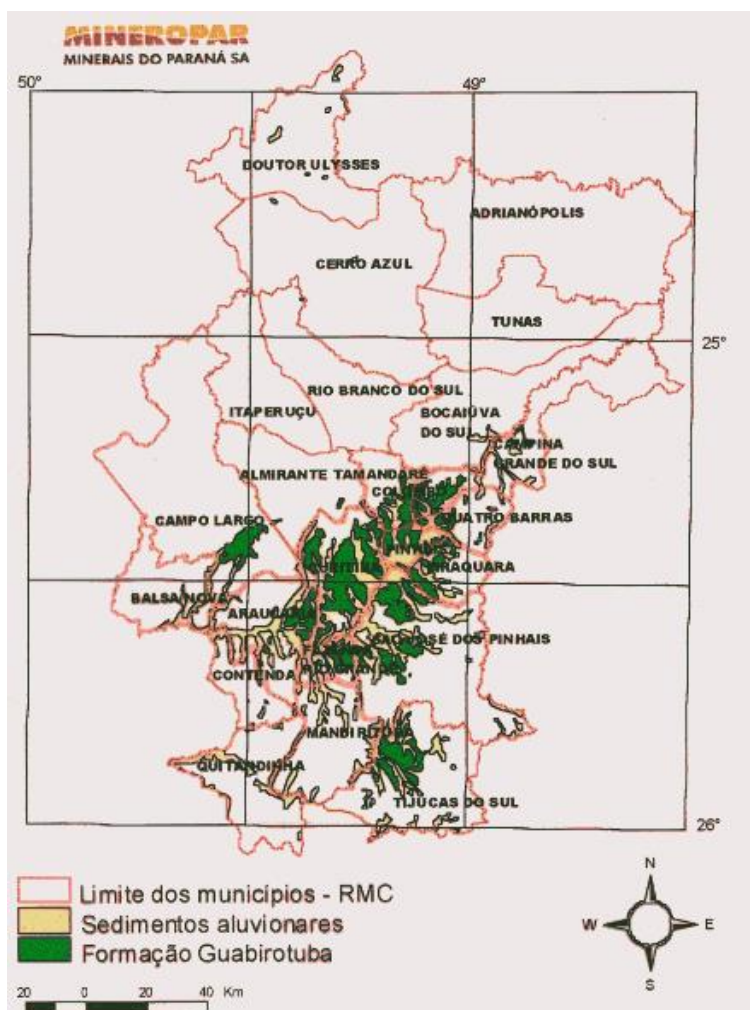 MINEROPAR
MINERAIS DO PARANÁ SA
50°
49°
DOUTOR ULYSSES
ADRIANÓPOLIS
CERRO AZUL
TUNAS
25°
RIO BRANCO DO SUL
ITAPERUÇU
BOCAIÚVA
DO SUL
CAMPINA
GRANDE DO SUL
ALMIRANTE TAMANDARÉ
QUATRO BARRAS
CAMPO LARGO
CURITIBA
PIRAQUARA
BALSA NOVA
ARAUCÁRIA
SÃO JOSÉ DOS PINHAIS
CONTENDA
MANDIRITUBA
QUITANDINHA
TIJUCAS DO SUL
26°
Limite dos municípios - RMC
Sedimentos aluvionares
Formação Guabirotuba
N
W
E
S
20 0 20 40 Km